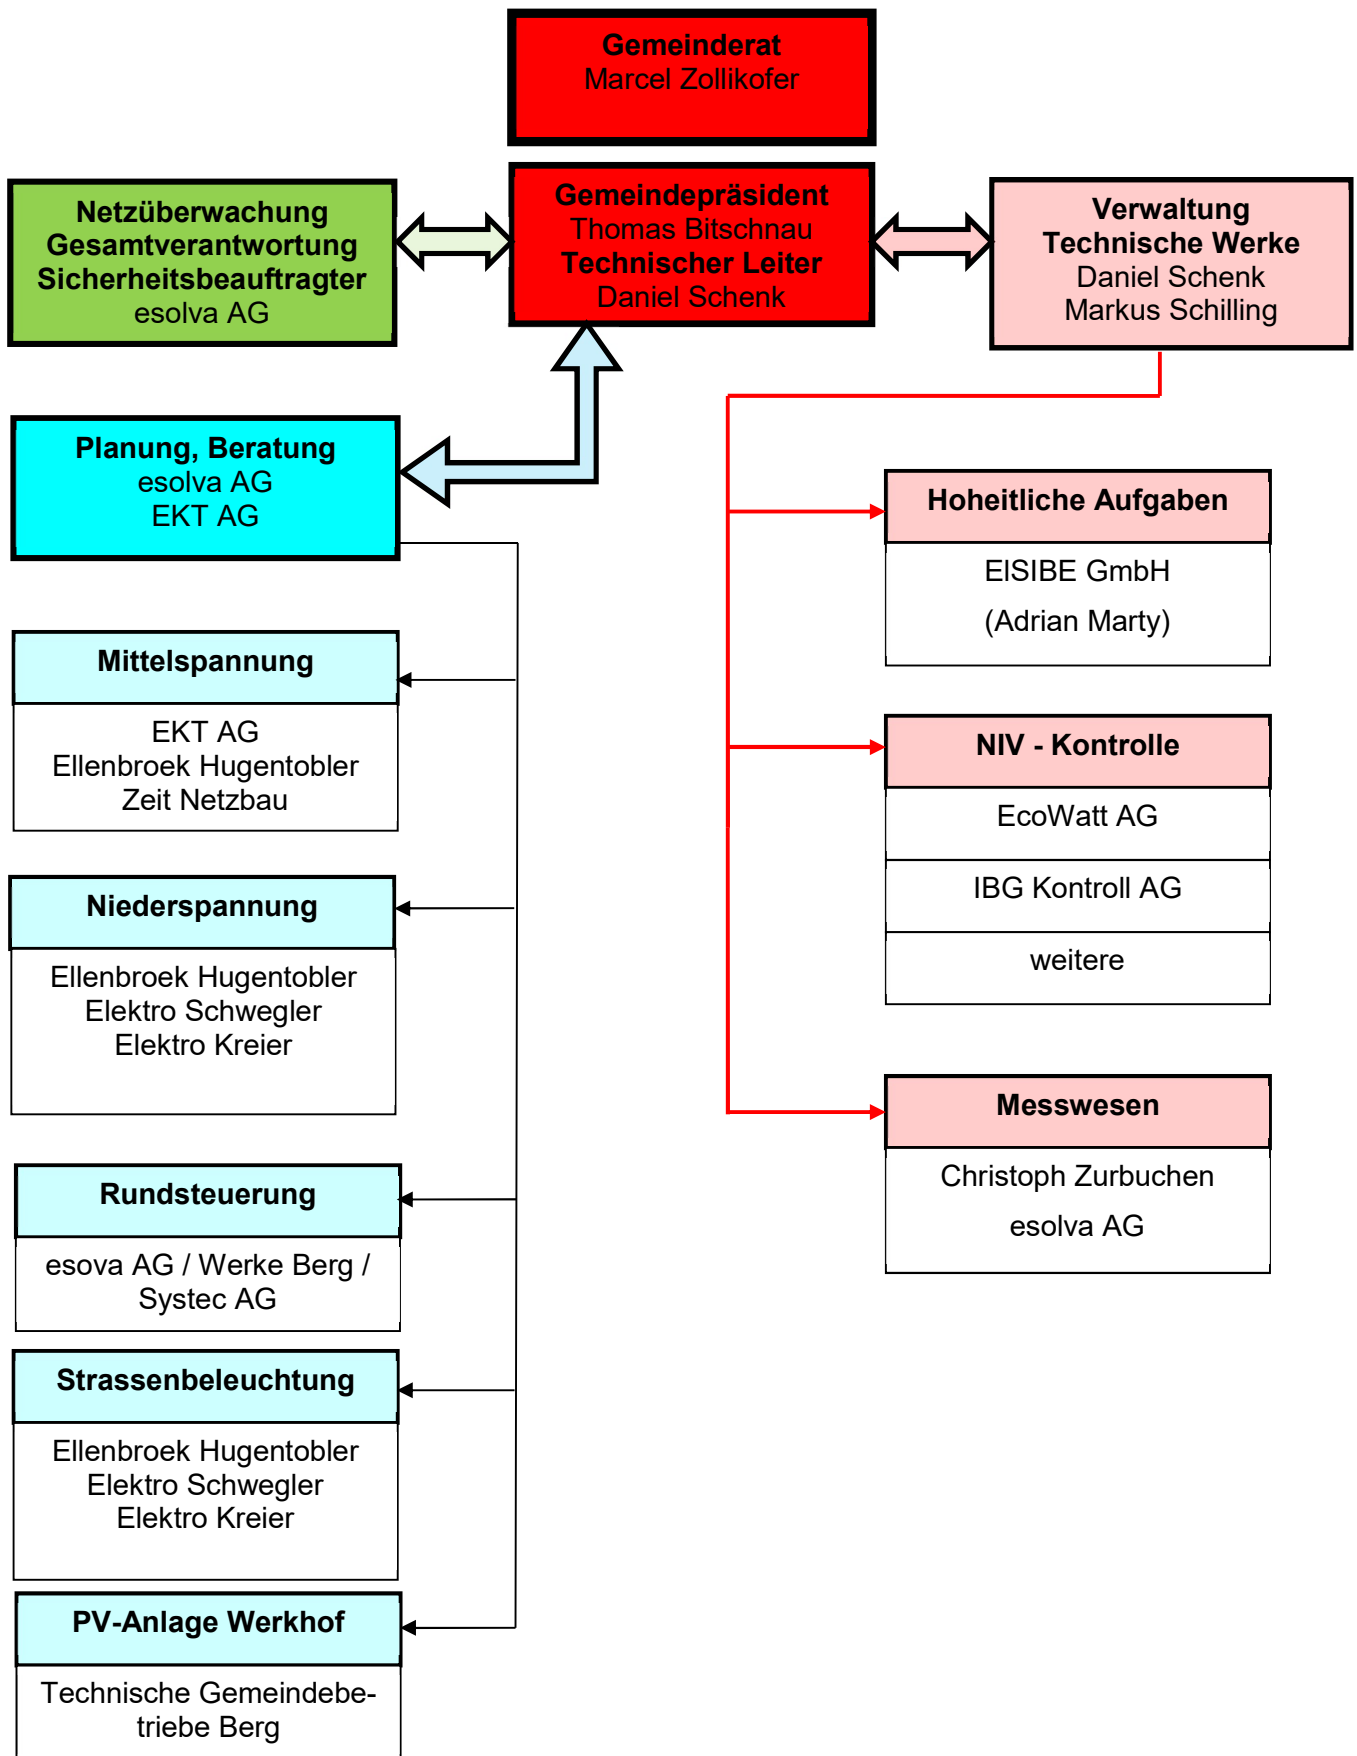 Gemeinderat
Marcel Zollikofer
Netzüberwachung
Gesamtverantwortung
Sicherheitsbeauftragter
esolva AG
Gemeindepräsident
Thomas Bitschnau
Technischer Leiter
Daniel Schenk
Verwaltung
Technische Werke
Daniel Schenk
Markus Schilling
Planung, Beratung
esolva AG
EKT AG
Mittelspannung
EKT AG
Ellenbroek Hugentobler
Zeit Netzbau
Niederspannung
Ellenbroek Hugentobler
Elektro Schwegler
Elektro Kreier
Rundsteuerung
esova AG / Werke Berg /
Systec AG
Strassenbeleuchtung
Ellenbroek Hugentobler
Elektro Schwegler
Elektro Kreier
PV-Anlage Werkhof
Technische Gemeindebe-
triebe Berg
Hoheitliche Aufgaben
EISIBE GmbH
(Adrian Marty)
NIV - Kontrolle
EcoWatt AG
IBG Kontroll AG
weitere
Messwesen
Christoph Zurbuchen
esolva AG